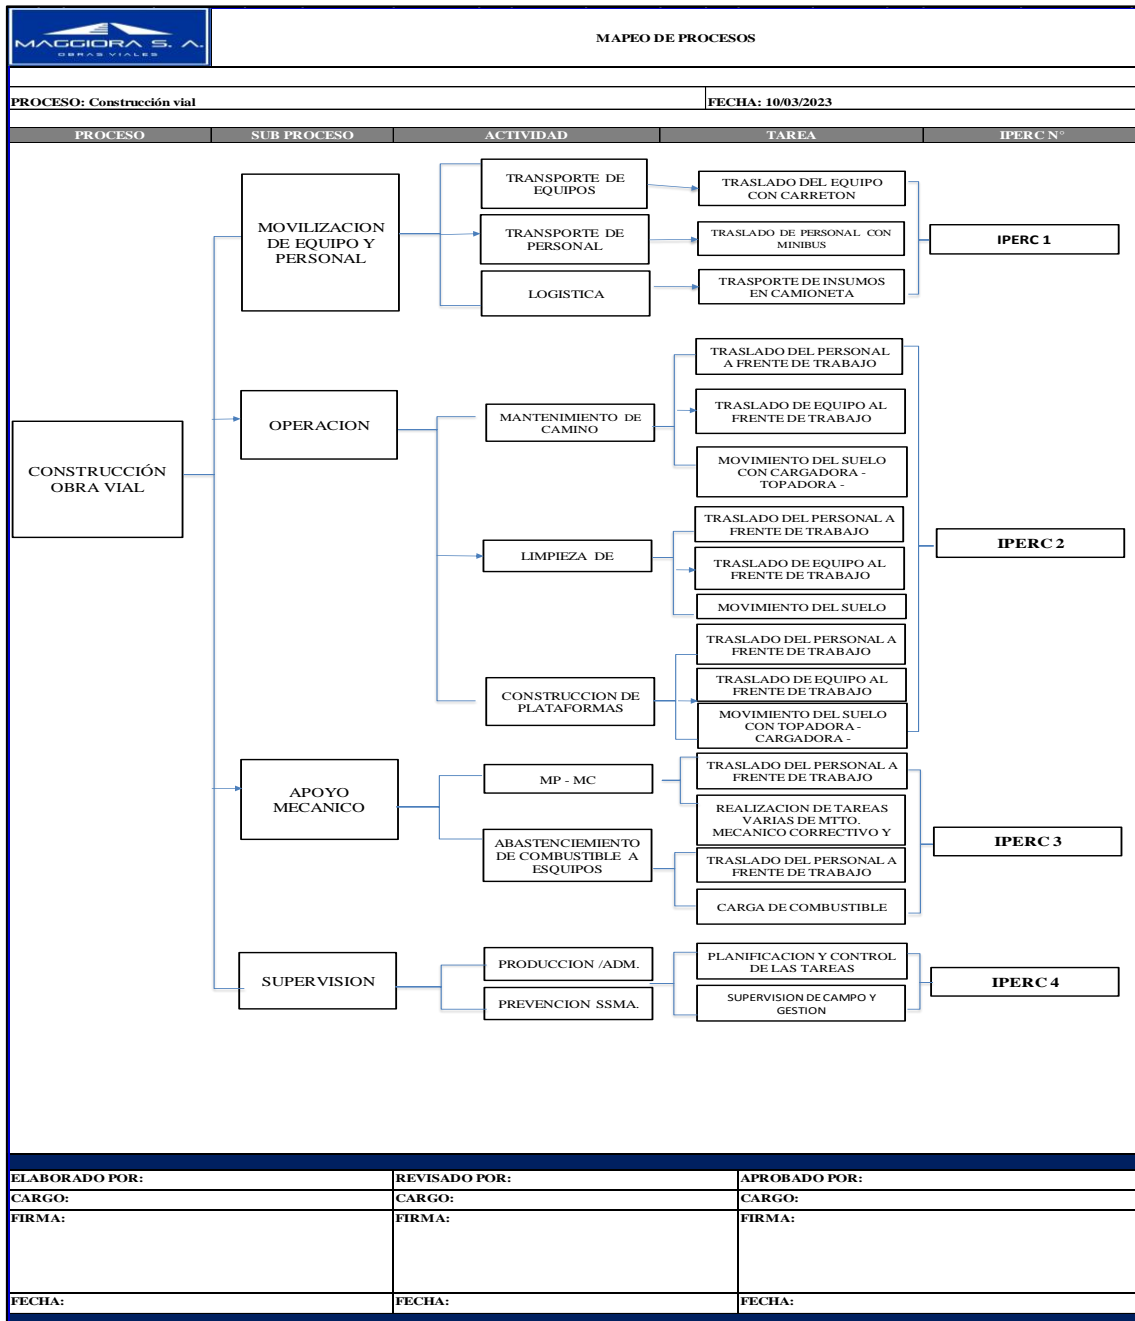 MAGGIORA S. A.
OBRAS VIALES
MAPEO DE PROCESOS
PROCESO: Construcción vial
FECHA: 10/03/2023
PROCESO
SUB PROCESO
ACTIVIDAD
TAREA
IPERC N°
CONSTRUCCIÓN
OBRA VIAL
MOVILIZACION
DE EQUIPO Y
PERSONAL
TRANSPORTE DE
EQUIPOS
TRASLADO DEL EQUIPO
CON CARRETON
TRANSPORTE DE
PERSONAL
TRASLADO DE PERSONAL CON
MINIBUS
LOGISTICA
TRASPORTE DE INSUMOS
EN CAMIONETA
IPERC 1
OPERACION
MANTENIMIENTO DE
CAMINO
TRASLADO DEL PERSONAL
A FRENTE DE TRABAJO
TRASLADO DE EQUIPO AL
FRENTE DE TRABAJO
MOVIMIENTO DEL SUELO
CON CARGADORA -
TOPADORA -
LIMPIEZA DE
TRASLADO DEL PERSONAL A
FRENTE DE TRABAJO
TRASLADO DE EQUIPO AL
FRENTE DE TRABAJO
MOVIMIENTO DEL SUELO
CONSTRUCCION DE
PLATAFORMAS
TRASLADO DEL PERSONAL A
FRENTE DE TRABAJO
TRASLADO DE EQUIPO AL
FRENTE DE TRABAJO
MOVIMIENTO DEL SUELO
CON TOPADORA -
CARGADORA -
IPERC 2
APOYO
MECANICO
MP - MC
TRASLADO DEL PERSONAL A
FRENTE DE TRABAJO
REALIZACION DE TAREAS
VARIAS DE MTTO.
MECANICO CORRECTIVO Y
ABASTENCIEMIENTO
DE COMBUSTIBLE A
ESQUIPOS
TRASLADO DEL PERSONAL A
FRENTE DE TRABAJO
CARGA DE COMBUSTIBLE
IPERC 3
SUPERVISION
PRODUCCION /ADM.
PREVENCION SSMA.
PLANIFICACION Y CONTROL
DE LAS TAREAS
SUPERVISION DE CAMPO Y
GESTION
IPERC 4
ELABORADO POR:
REVISADO POR:
APROBADO POR:
CARGO:
CARGO:
CARGO:
FIRMA:
FIRMA:
FIRMA:
FECHA:
FECHA:
FECHA: